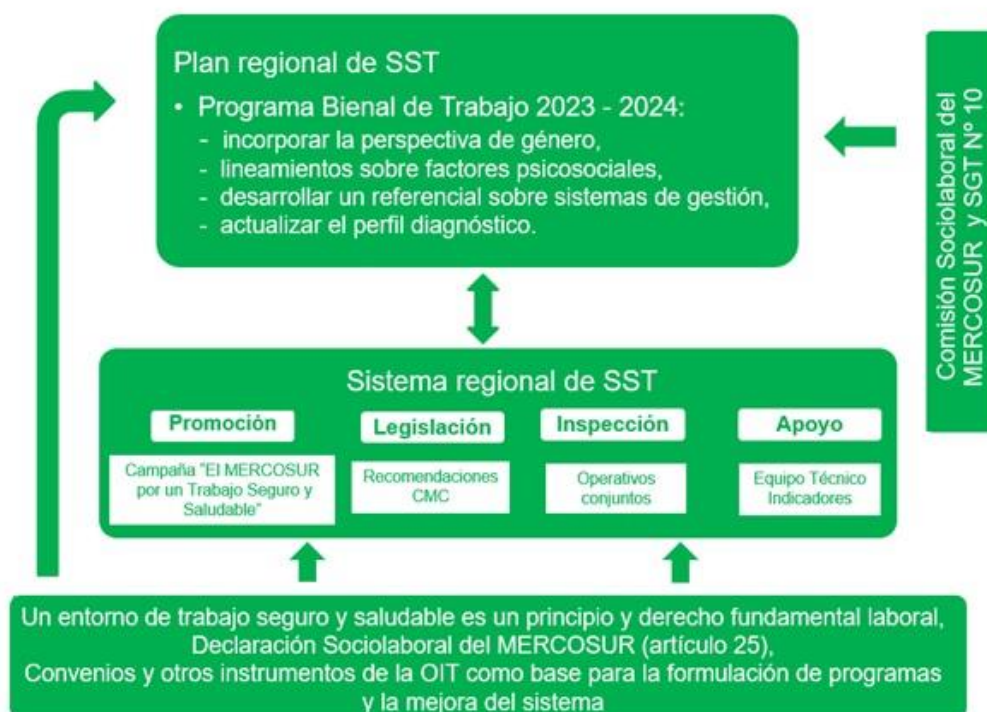 Plan regional de SST
• Programa Bienal de Trabajo 2023 - 2024:
- incorporar la perspectiva de género,
- lineamientos sobre factores psicosociales,
- desarrollar un referencial sobre sistemas de gestión,
- actualizar el perfil diagnóstico.
Comisión Sociolaboral del
MERCOSUR y SGT Nº 10
Sistema regional de SST
Promoción
Campaña "El MERCOSUR
por un Trabajo Seguro y
Saludable"
Legislación
Recomendaciones
CMC
Inspección
Operativos
conjuntos
Apoyo
Equipo Técnico
Indicadores
Un entorno de trabajo seguro y saludable es un principio y derecho fundamental laboral,
Declaración Sociolaboral del MERCOSUR (artículo 25),
Convenios y otros instrumentos de la OIT como base para la formulación de programas
y la mejora del sistema